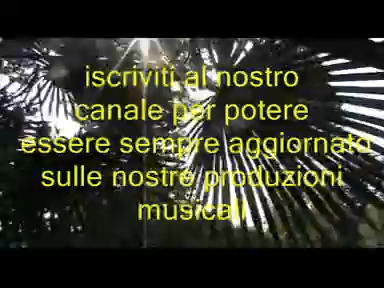 iscriviti al nostro
canale per potere
essere sempre aggiornato
sulle nostre produzioni
musicali